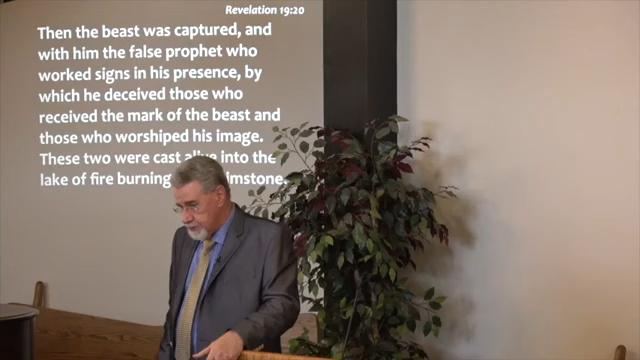 Revelation 19:20
Then the beast was captured, and
with him the false prophet who
worked signs in his presence, by
which he deceived those who
received the mark of the beast and
those who worshiped his image.
These two were cast alive into the
lake of fire burning imstone.